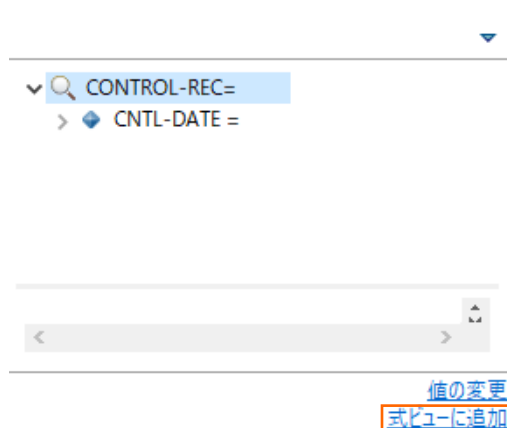 CONTROL-REC=
CNTL-DATE =
値の変更
式ビューに追加